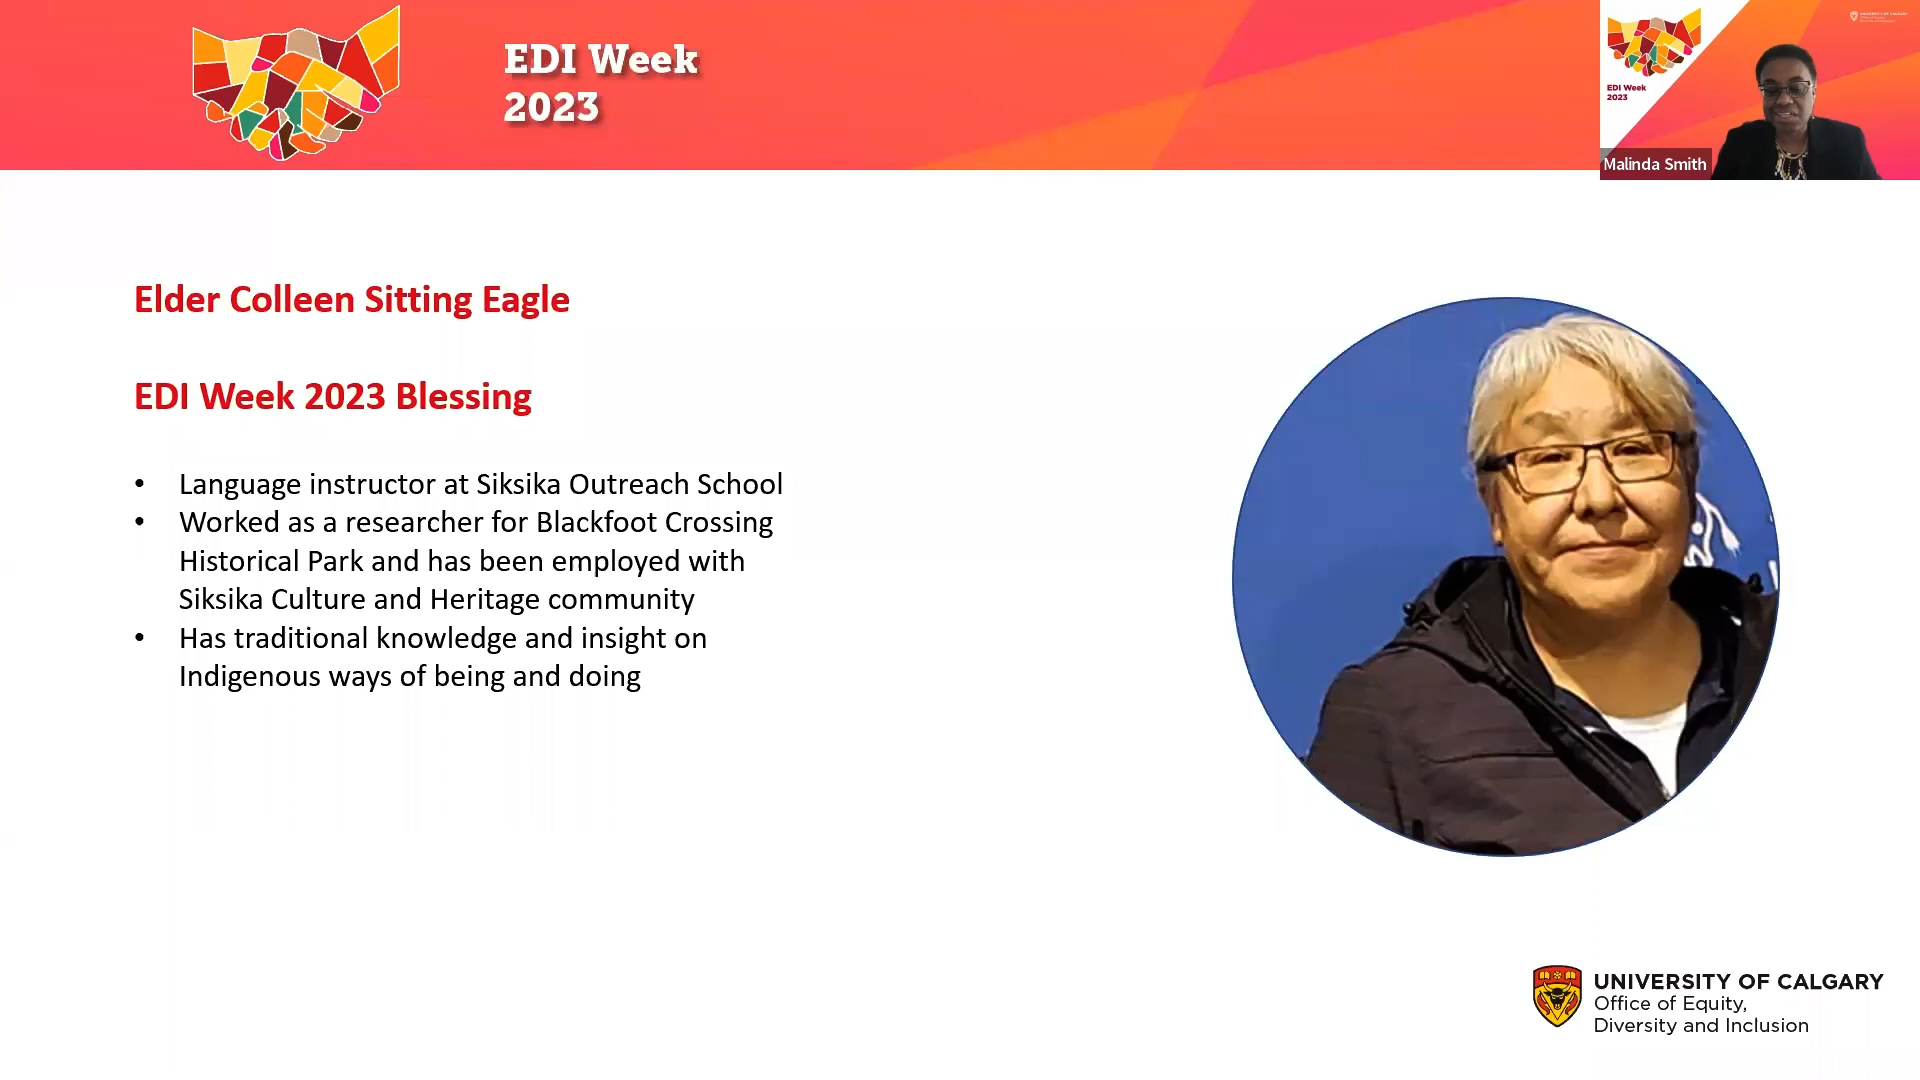 EDI Week
2023
EDI Week
2023
UNIVERSITY OF CALGARY
Malinda Smith
Elder Colleen Sitting Eagle
EDI Week 2023 Blessing
• Language instructor at Siksika Outreach School
• Worked as a researcher for Blackfoot Crossing
Historical Park and has been employed with
Siksika Culture and Heritage community
• Has traditional knowledge and insight on
Indigenous ways of being and doing
UNIVERSITY OF CALGARY
Office of Equity,
Diversity and Inclusion